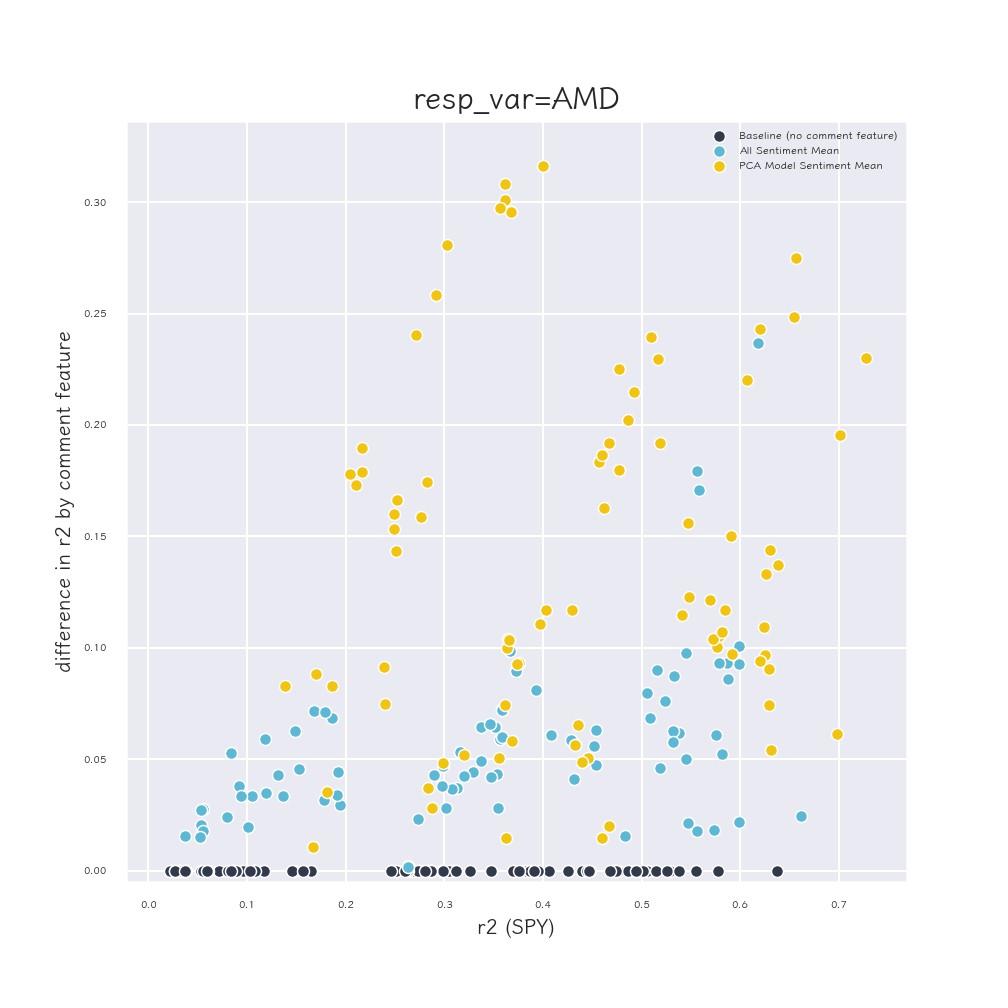 resp_var=AMD
Baseline (no comment feature)
All Sentiment Mean
PCA Model Sentiment Mean
difference in r2 by comment feature
0.30
0.25
0.20
0.15
0.10
0.05
0.00
0.0 0.1 0.2 0.3 0.4 0.5 0.6 0.7
r2 (SPY)